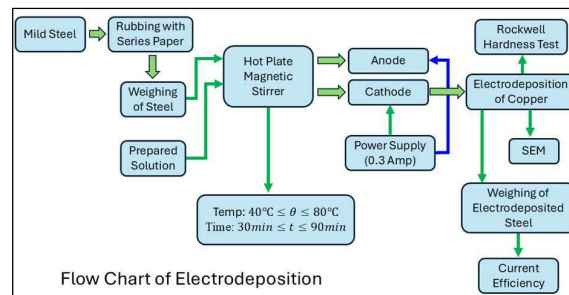 Mild Steel
Rubbing with
Series Paper
Weighing
of Steel
Prepared
Solution
Hot Plate
Magnetic
Stirrer
Anode
Cathode
Power Supply
(0.3 Amp)
Temp: 40°C ≤ θ ≤ 80°C
Time: 30min ≤ t ≤ 90min
Rockwell
Hardness Test
Electrodeposition
of Copper
SEM
Weighing of
Electrodeposited
Steel
Current
Efficiency
Flow Chart of Electrodeposition